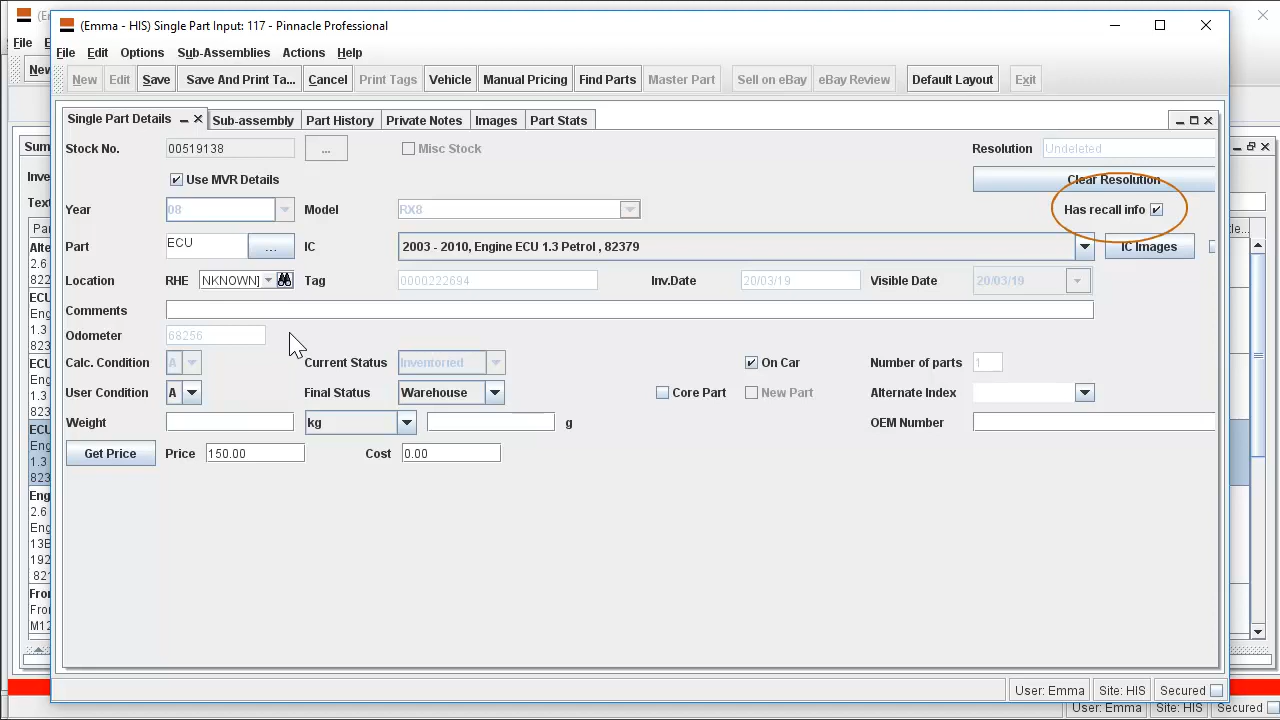 (E
(Emma - HIS) Single Part Input: 117 - Pinnacle Professional
File E
File Edit Options Sub-Assemblies Actions Help
New
New Edit Save Save And Print Ta... Cancel Print Tags Vehicle Manual Pricing Find Parts Master Part Sell on eBay eBay Review Default Layout Exit
Single Part Details Sub-assembly Part History Private Notes Images Part Stats
Sum
Stock No. 00519138 ... Misc Stock Resolution Undeleted
Inve
Use MVR Details Clear Resolution
Text
Year 08 Model RX8 Has recall info
Par
tle...
Part ECU ... IC 2003 - 2010, Engine ECU 1.3 Petrol , 82379 IC Images
Alte
2.6
822
Location RHE NKNOWN] Tag 0000222694 Inv.Date 20/03/19 Visible Date 20/03/19
ECU
Comments
Eng
1.3
Odometer 68256
823
Calc. Condition A Current Status Inventoried On Car Number of parts 1
ECU
User Condition A Final Status Warehouse Core Part New Part Alternate Index
Eng
1.3
823
Weight kg g OEM Number
ECU
Eng
Get Price Price 150.00 Cost 0.00
1.3
823
Eng
2.6
Eng
13B
192
821
Fron
Fron
M12
User: Emma Site: HIS Secured
User: Emma Site: HIS Secured